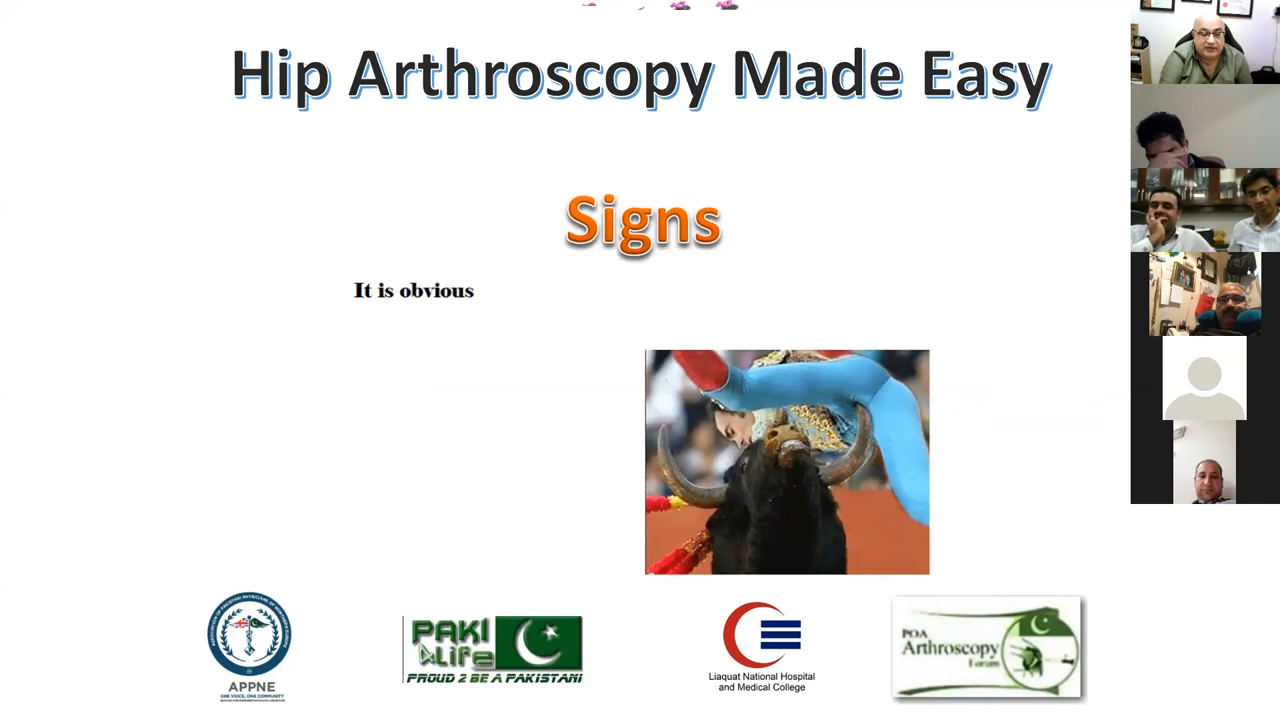 Hip Arthroscopy Made Easy
Signs
It is obvious
APPNE
ONE VOICE, ONE COMMUNITY
PAKI
4Life
PROUD 2 BE A PAKISTANI
Liaquat National Hospital
and Medical College
POA
Arthroscopy
Forum